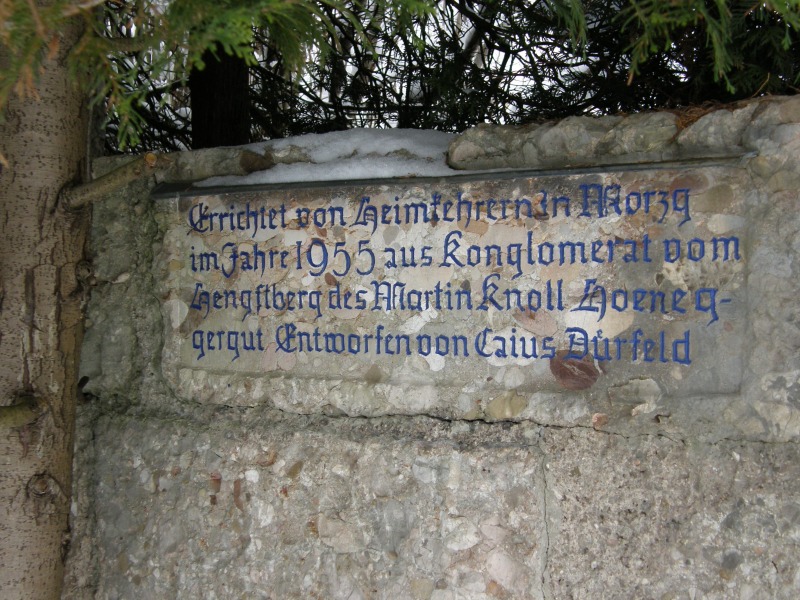 Errichtet von Heimkehrern in Morzg
im Jahre 1955 aus Konglomerat vom
Hengstberg des Martin Knoll Hoeneg-
gergut Entworfen von Caius Dürfeld